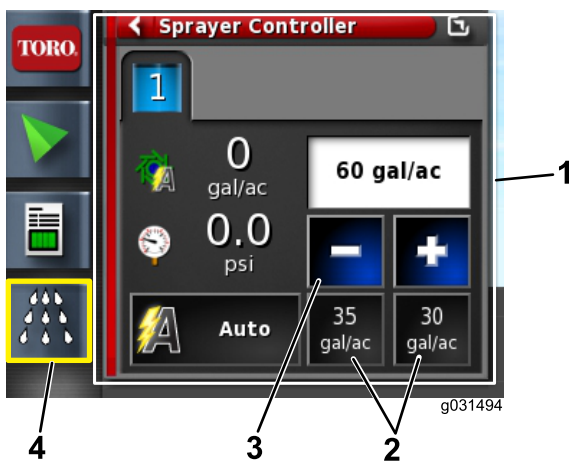 Sprayer Controller
TORO.
1
0
gal/ac
60 gal/ac
1
0.0
psi
- +
Auto
35
gal/ac
30
gal/ac
g031494
4
3
2